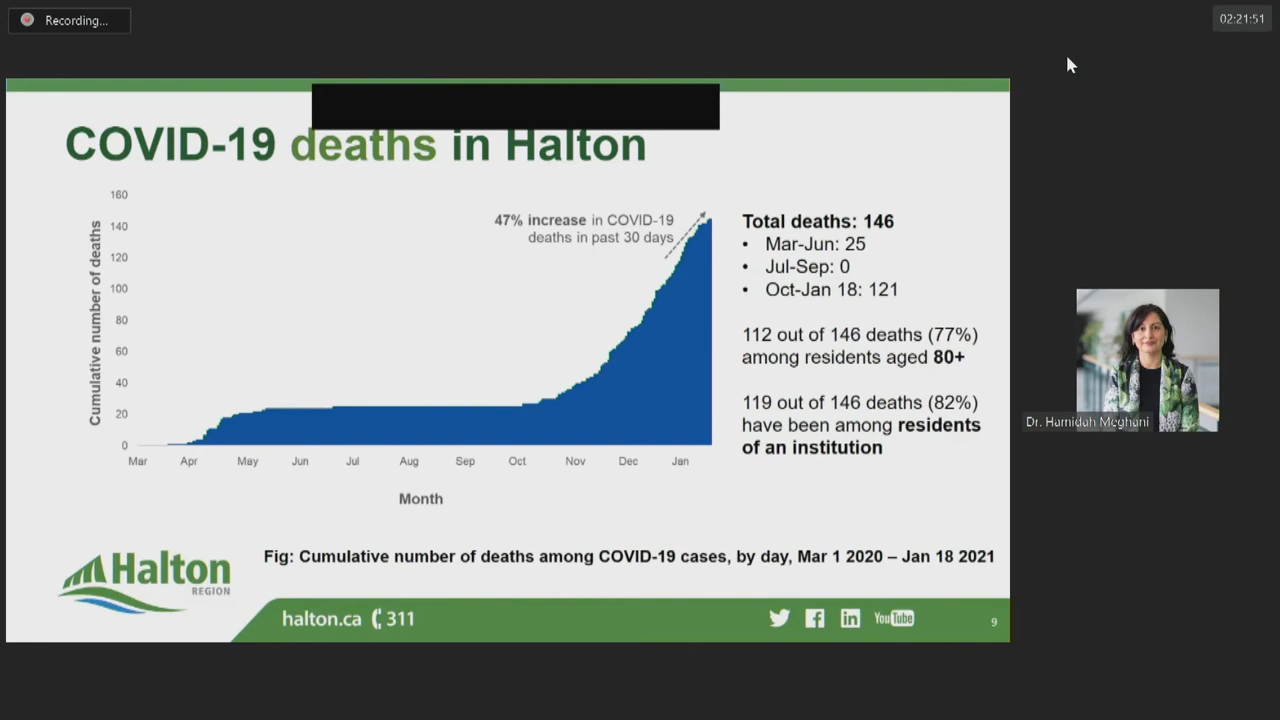 Recording...
02:21:51
COVID-19 deaths in Halton
160
140
120
100
80
60
40
20
0
Cumulative number of deaths
47% increase in COVID-19
deaths in past 30 days
Mar Apr May Jun Jul Aug Sep Oct Nov Dec Jan
Month
Total deaths: 146
• Mar-Jun: 25
• Jul-Sep: 0
• Oct-Jan 18: 121
112 out of 146 deaths (77%)
among residents aged 80+
119 out of 146 deaths (82%)
have been among residents
of an institution
Dr. Hamidah Meghani
Fig: Cumulative number of deaths among COVID-19 cases, by day, Mar 1 2020 – Jan 18 2021
Halton
REGION
halton.ca 311
YouTube
9